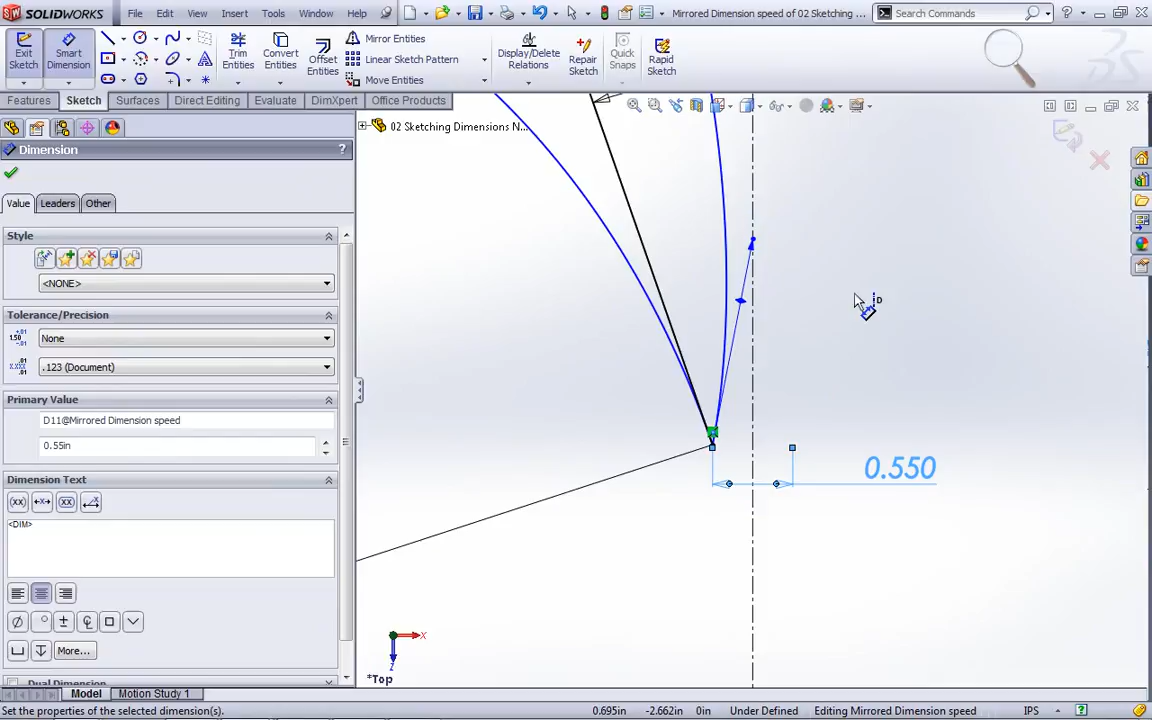 SOLIDWORKS
File Edit View Insert Tools Window Help
Mirrored Dimension speed of 02 Sketching ...
Search Commands
Exit Sketch
Smart Dimension
Trim Entities
Convert Entities
Offset Entities
Mirror Entities
Linear Sketch Pattern
Move Entities
Display/Delete Relations
Repair Sketch
Quick Snaps
Rapid Sketch
Features Sketch Surfaces Direct Editing Evaluate DimXpert Office Products
02 Sketching Dimensions N...
Dimension ?
Value Leaders Other
Style
<NONE>
Tolerance/Precision
None
.123 (Document)
Primary Value
D11@Mirrored Dimension speed
0.55in
Dimension Text
<DIM>
More...
Dual Dimension
0.550
D
X
Z
*Top
Model Motion Study 1
Set the properties of the selected dimension(s).
0.695in -2.662in 0in Under Defined Editing Mirrored Dimension speed IPS